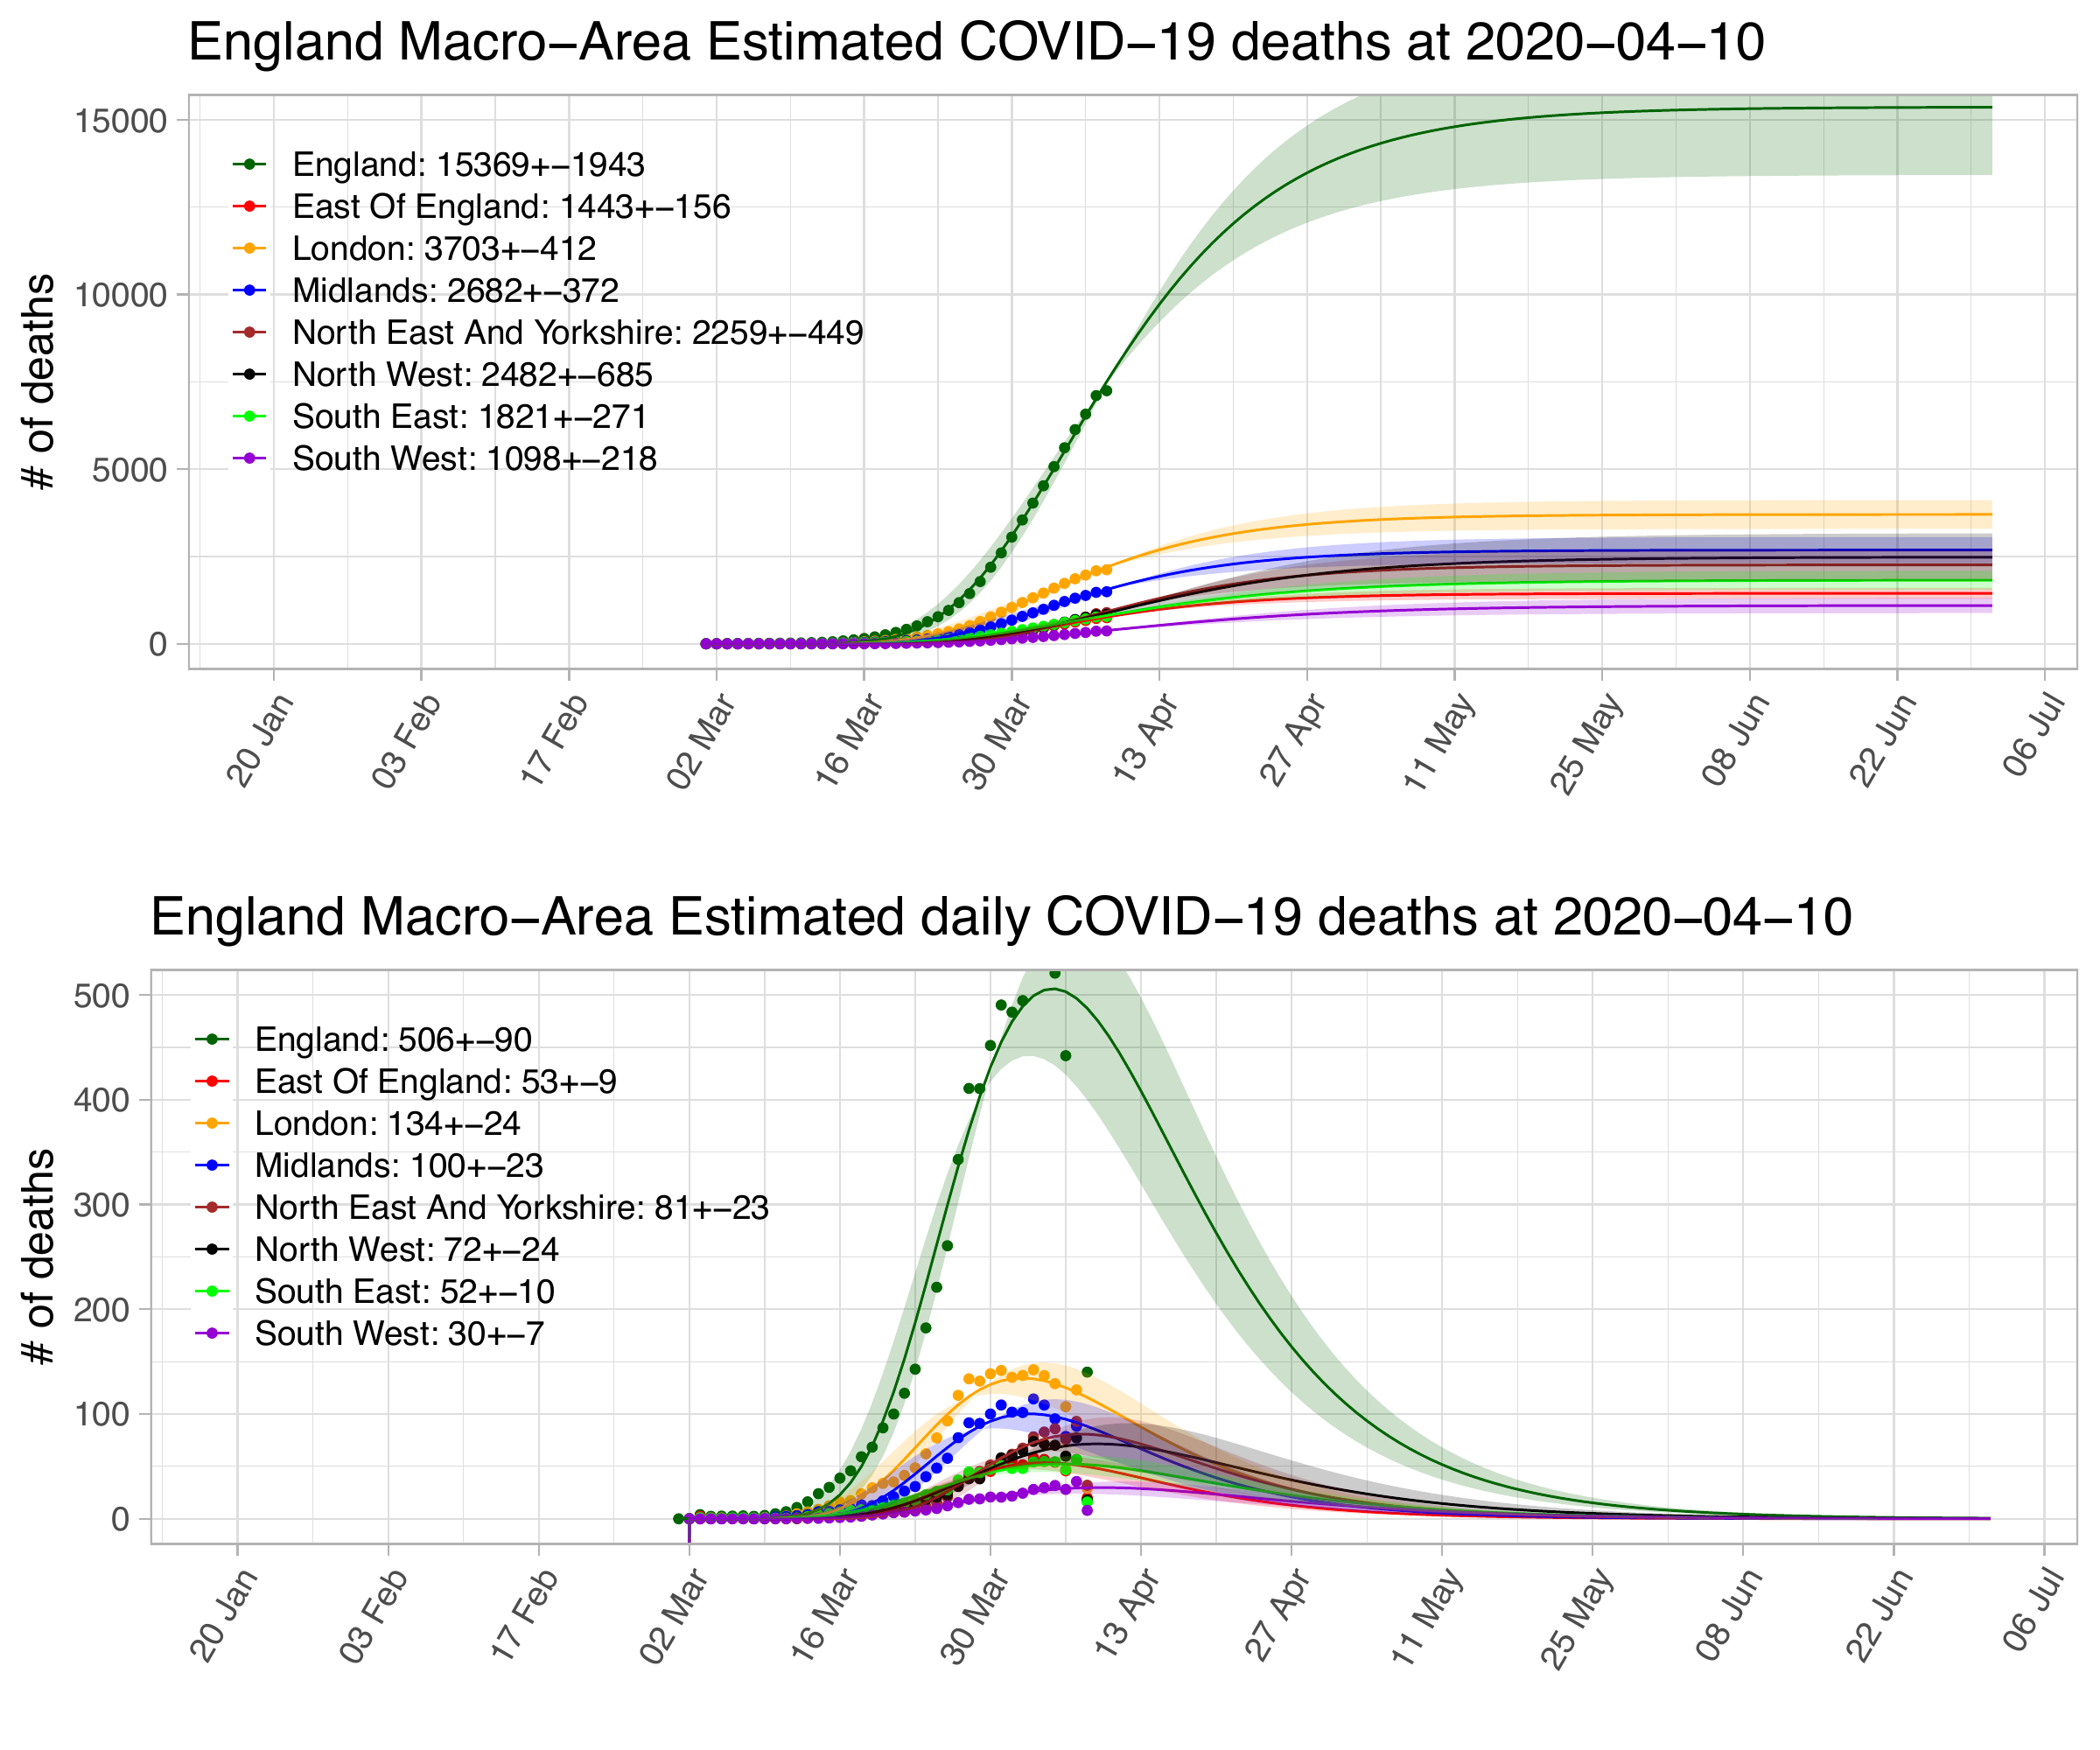 England Macro−Area Estimated COVID−19 deaths at 2020−04−10
# of deaths
15000
10000
5000
0
England: 15369+−1943
East Of England: 1443+−156
London: 3703+−412
Midlands: 2682+−372
North East And Yorkshire: 2259+−449
North West: 2482+−685
South East: 1821+−271
South West: 1098+−218
20 Jan
03 Feb
17 Feb
02 Mar
16 Mar
30 Mar
13 Apr
27 Apr
11 May
25 May
08 Jun
22 Jun
06 Jul
England Macro−Area Estimated daily COVID−19 deaths at 2020−04−10
# of deaths
500
400
300
200
100
0
England: 506+−90
East Of England: 53+−9
London: 134+−24
Midlands: 100+−23
North East And Yorkshire: 81+−23
North West: 72+−24
South East: 52+−10
South West: 30+−7
20 Jan
03 Feb
17 Feb
02 Mar
16 Mar
30 Mar
13 Apr
27 Apr
11 May
25 May
08 Jun
22 Jun
06 Jul